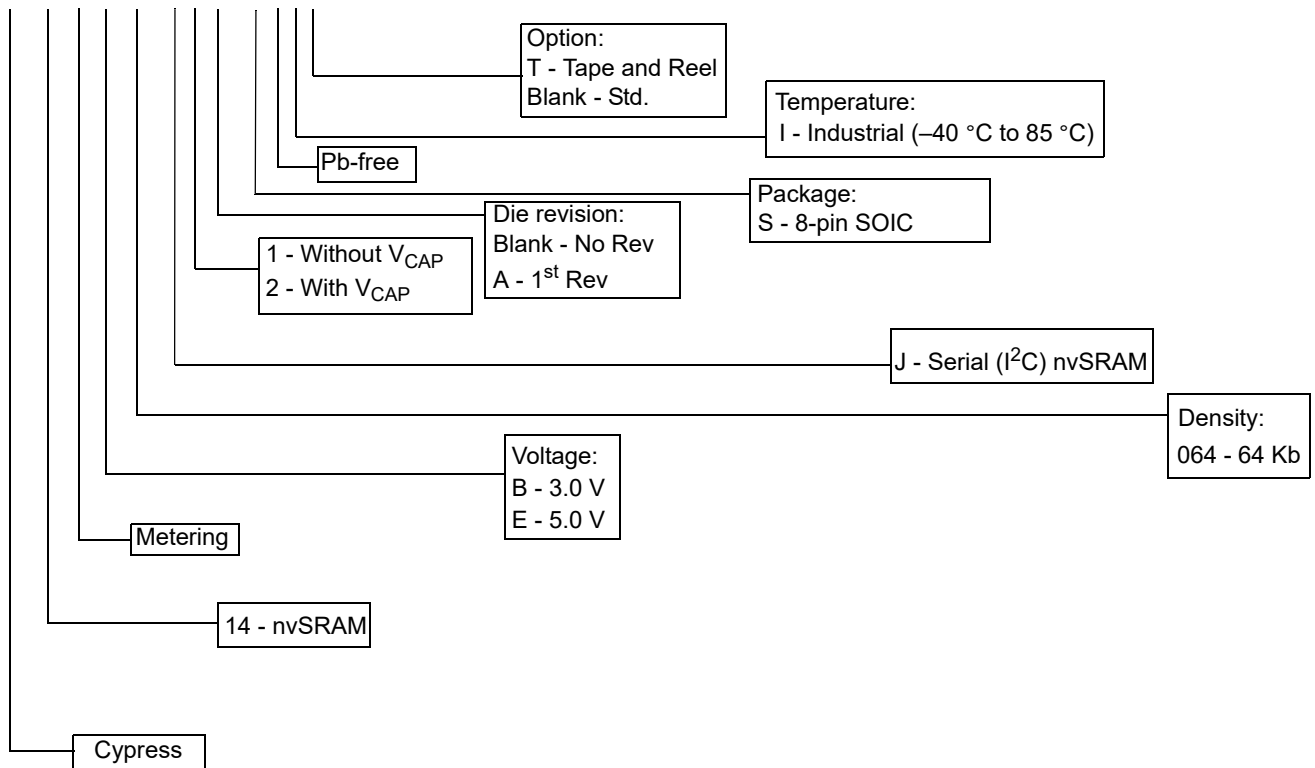 Option:
T - Tape and Reel
Blank - Std.
Temperature:
I - Industrial (–40 °C to 85 °C)
Pb-free
Package:
S - 8-pin SOIC
Die revision:
Blank - No Rev
A - 1st Rev
1 - Without VCAP
2 - With VCAP
J - Serial (I2C) nvSRAM
Density:
064 - 64 Kb
Voltage:
B - 3.0 V
E - 5.0 V
Metering
14 - nvSRAM
Cypress